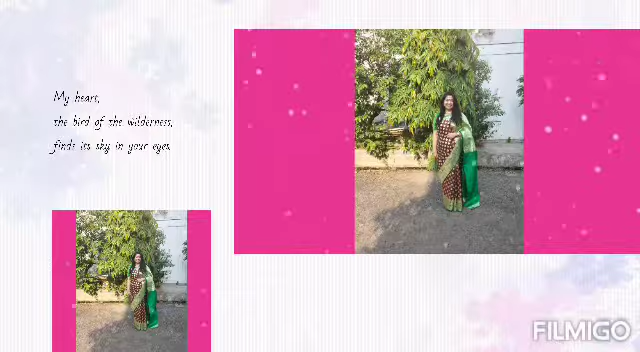 My heart,
the bird of the wilderness,
finds its sky in your eyes.
FILMIGO